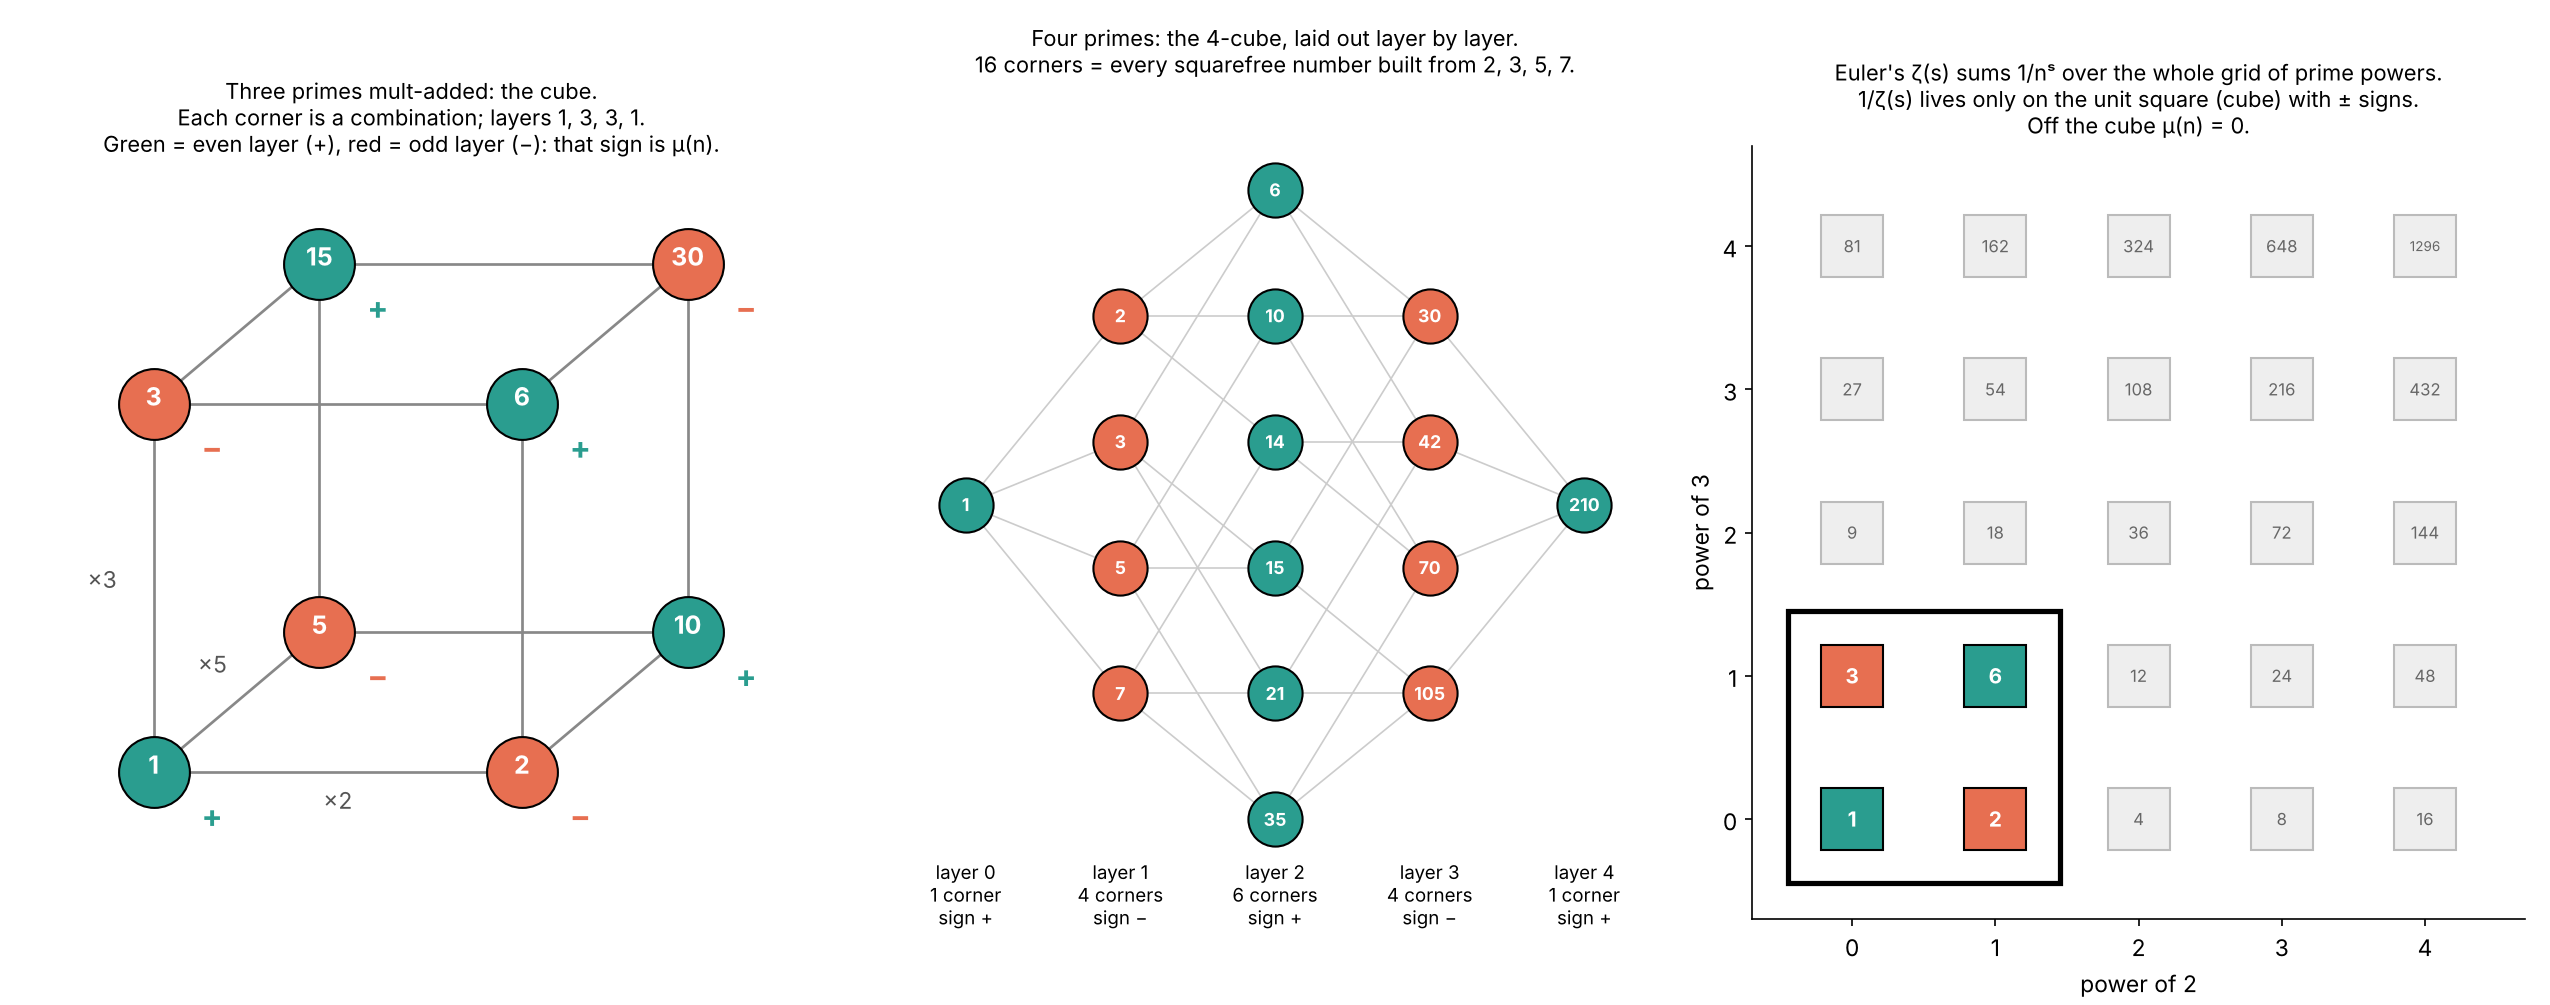 Three primes mult-added: the cube.
Each corner is a combination; layers 1, 3, 3, 1.
Green = even layer (+), red = odd layer (−): that sign is μ(n).
15
30
+
−
3
6
−
+
×3
5
10
×5
−
+
1
2
×2
+
−
Four primes: the 4-cube, laid out layer by layer.
16 corners = every squarefree number built from 2, 3, 5, 7.
6
2
10
30
3
14
42
1
210
5
15
70
7
21
105
35
layer 0
1 corner
sign +
layer 1
4 corners
sign −
layer 2
6 corners
sign +
layer 3
4 corners
sign −
layer 4
1 corner
sign +
Euler's ζ(s) sums 1/nˢ over the whole grid of prime powers.
1/ζ(s) lives only on the unit square (cube) with ± signs.
Off the cube μ(n) = 0.
power of 3
4
81
162
324
648
1296
3
27
54
108
216
432
2
9
18
36
72
144
1
3
6
12
24
48
0
1
2
4
8
16
0
1
2
3
4
power of 2